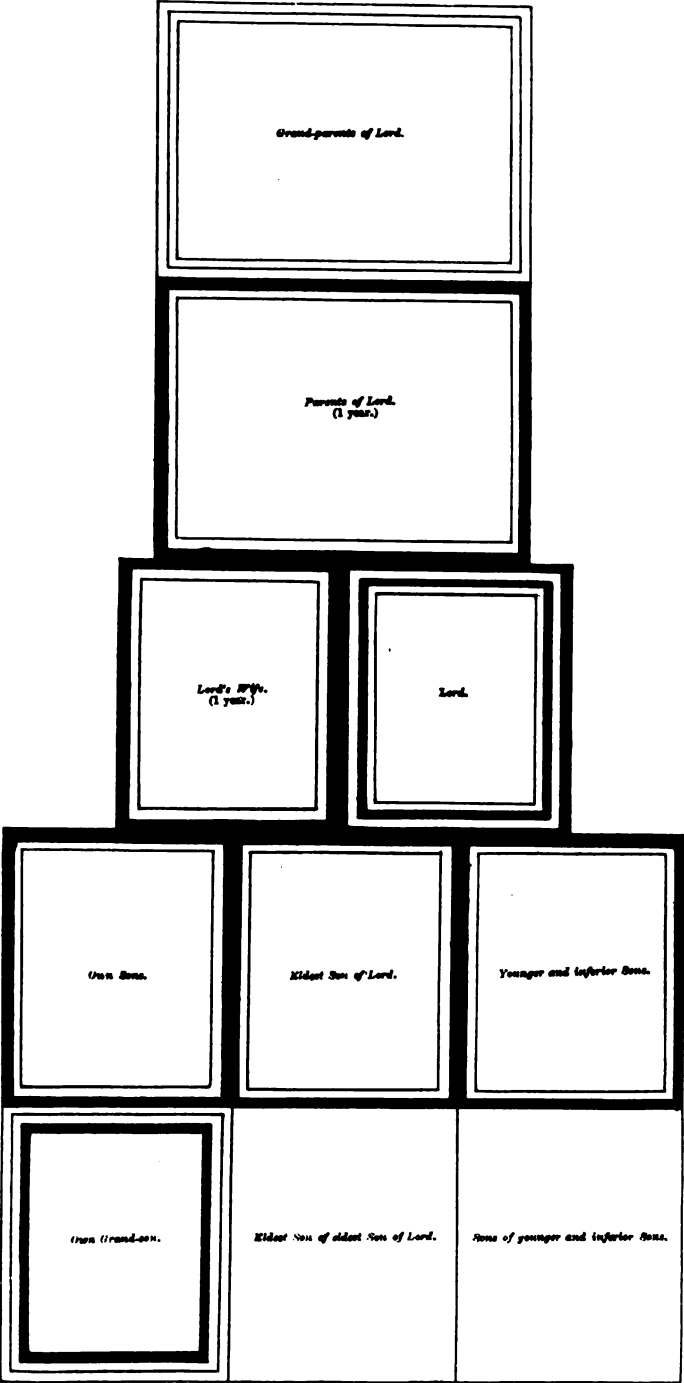 Grand-parents of Lord.
Parents of Lord.
(1 year.)
Lord's Wife.
(1 year.)
Lord.
Own Sons.
Eldest Son of Lord.
Younger and inferior Sons.
Own Grand-son.
Eldest Son of eldest Son of Lord.
Sons of younger and inferior Sons.